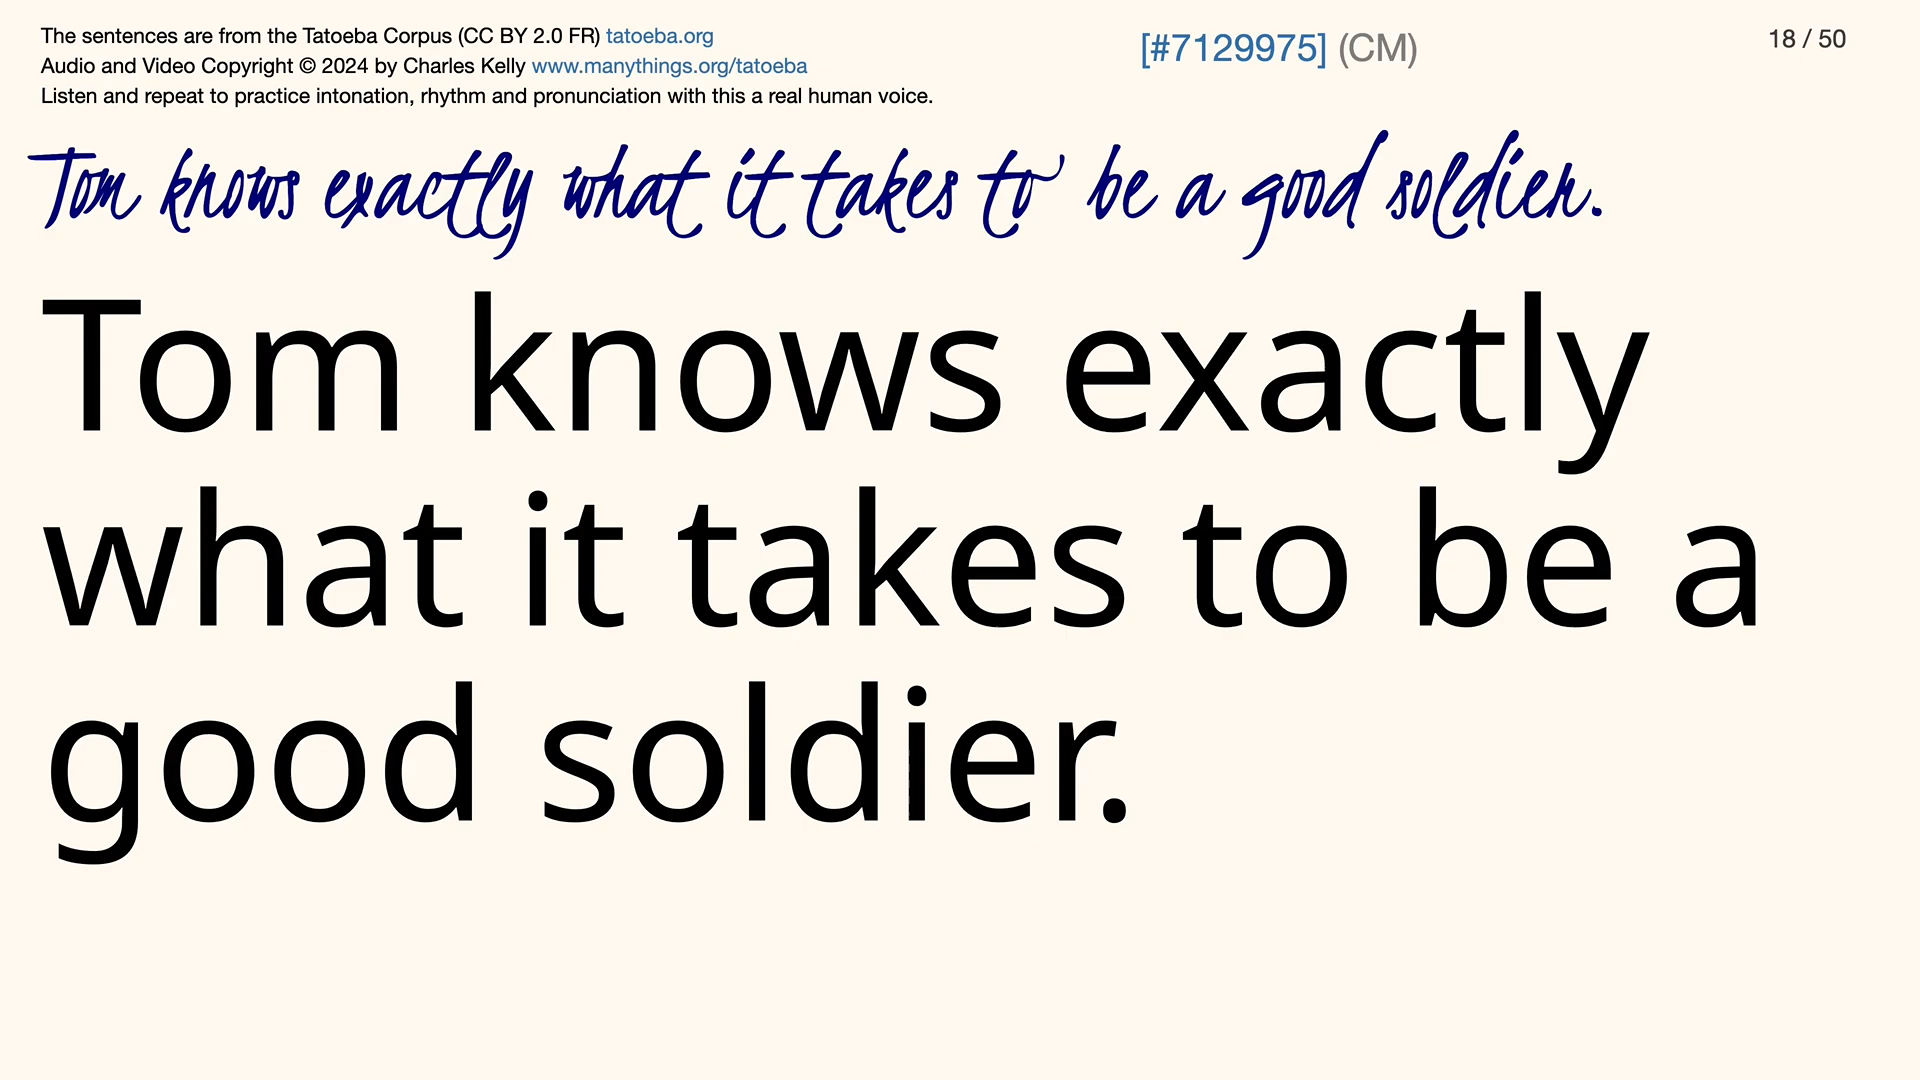 The sentences are from the Tatoeba Corpus (CC BY 2.0 FR) tatoeba.org
Audio and Video Copyright © 2024 by Charles Kelly www.manythings.org/tatoeba
Listen and repeat to practice intonation, rhythm and pronunciation with this a real human voice.
[#7129975] (CM)
18 / 50
Tom knows exactly what it takes to be a good soldier.
Tom knows exactly
what it takes to be a
good soldier.